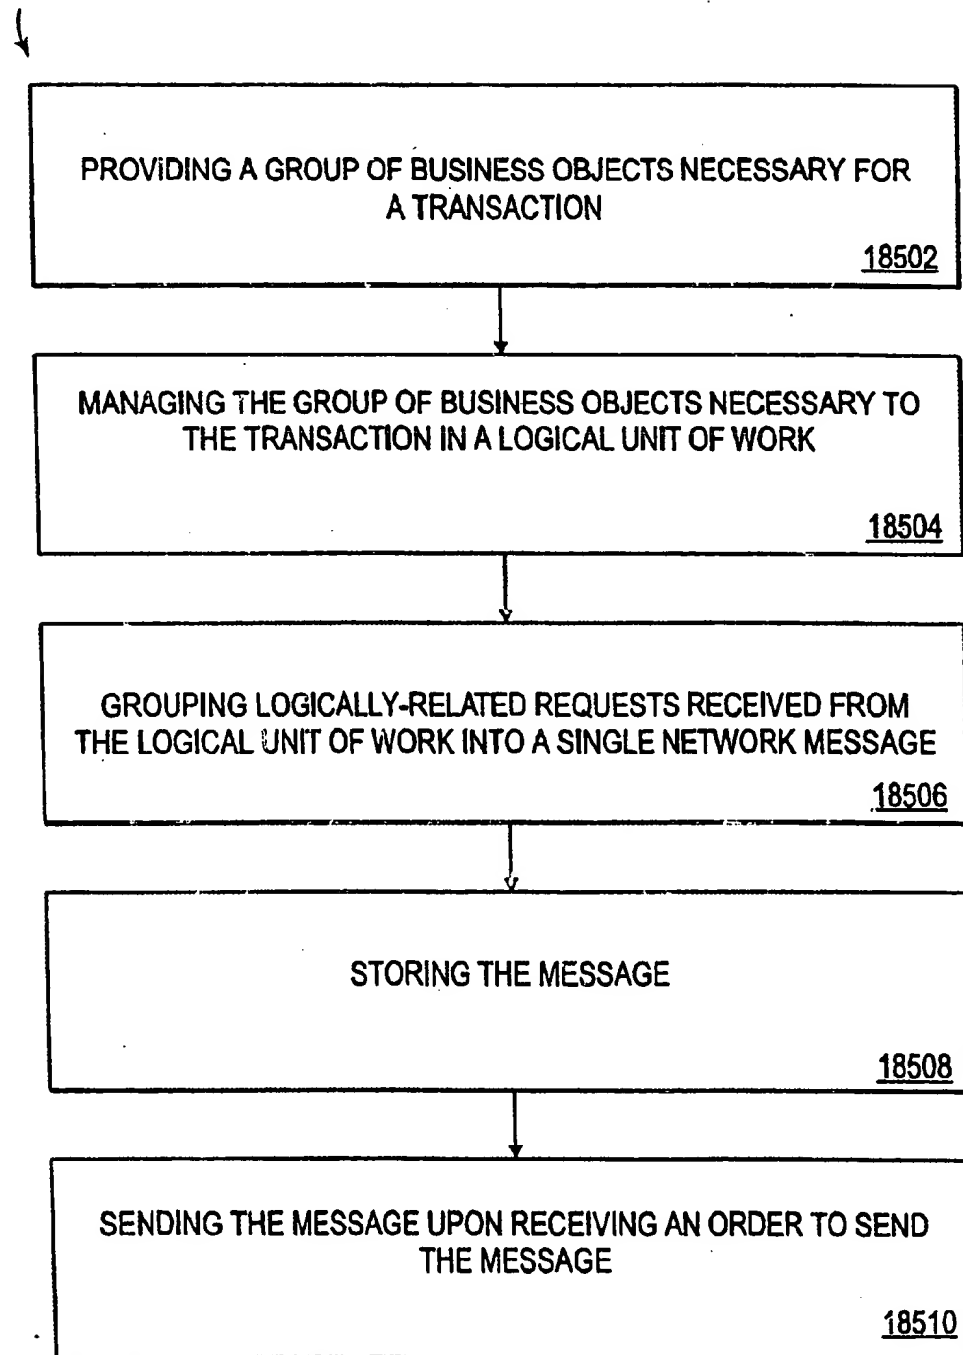 PROVIDING A GROUP OF BUSINESS OBJECTS NECESSARY FOR
A TRANSACTION
18502
MANAGING THE GROUP OF BUSINESS OBJECTS NECESSARY TO
THE TRANSACTION IN A LOGICAL UNIT OF WORK
18504
GROUPING LOGICALLY-RELATED REQUESTS RECEIVED FROM
THE LOGICAL UNIT OF WORK INTO A SINGLE NETWORK MESSAGE
18506
STORING THE MESSAGE
18508
SENDING THE MESSAGE UPON RECEIVING AN ORDER TO SEND
THE MESSAGE
18510